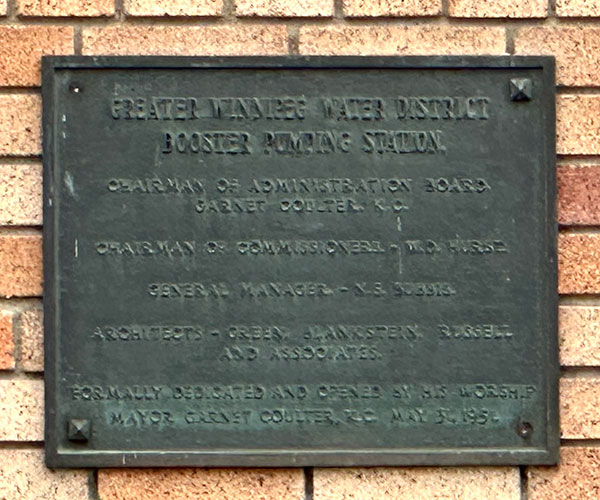 GREATER WINNIPEG WATER DISTRICT
BOOSTER PUMPING STATION.
CHAIRMAN OF ADMINISTRATION BOARD.
GARNET COULTER, K.C.
CHAIRMAN OF COMMISSIONERS. - W.D. HURST.
GENERAL MANAGER. - N.S. BUBBIS.
ARCHITECTS - GREEN, BLANKSTEIN, RUSSELL
AND ASSOCIATES.
FORMALLY DEDICATED AND OPENED BY HIS WORSHIP
MAYOR GARNET COULTER, K.C. MAY